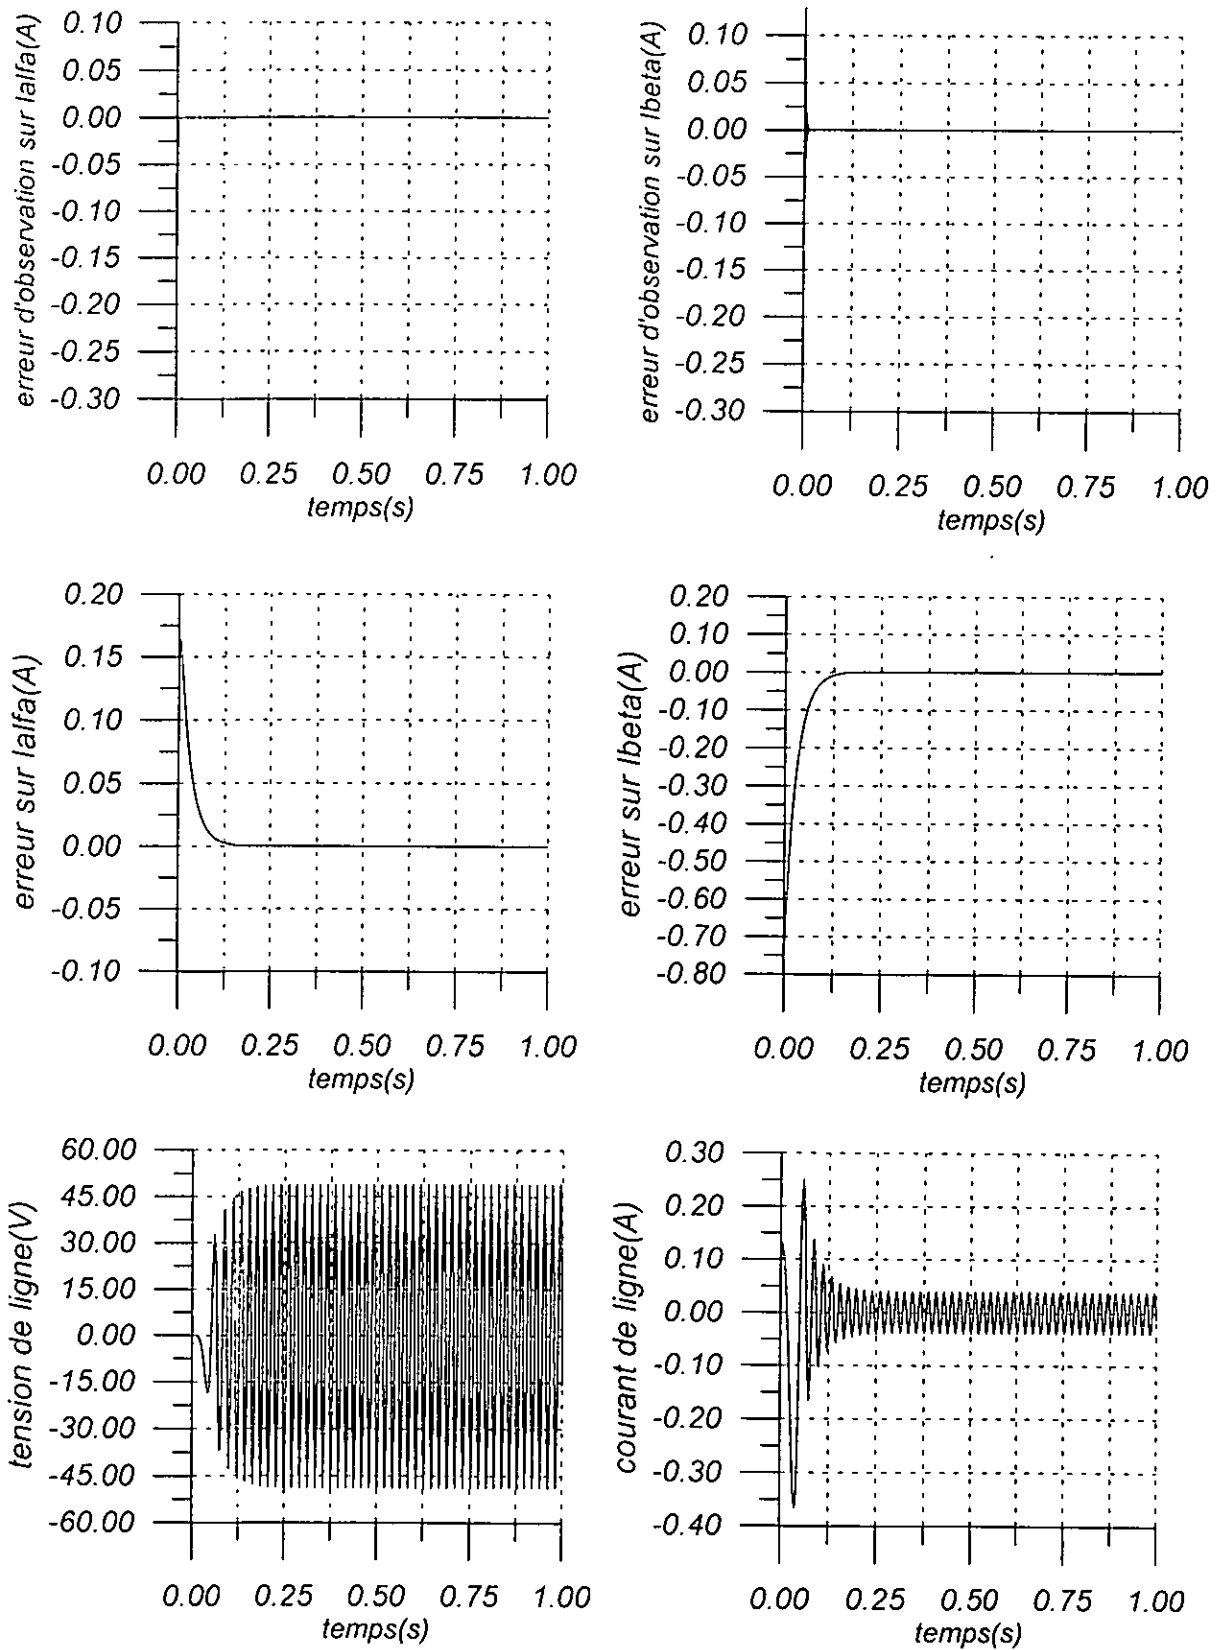 erreur d'observation sur Ialfa(A)
0.10
0.05
0.00
-0.05
-0.10
-0.15
-0.20
-0.25
-0.30
0.00 0.25 0.50 0.75 1.00
temps(s)
erreur d'observation sur Ibeta(A)
0.10
0.05
0.00
-0.05
-0.10
-0.15
-0.20
-0.25
-0.30
0.00 0.25 0.50 0.75 1.00
temps(s)
erreur sur Ialfa(A)
0.20
0.15
0.10
0.05
0.00
-0.05
-0.10
0.00 0.25 0.50 0.75 1.00
temps(s)
erreur sur Ibeta(A)
0.20
0.10
0.00
-0.10
-0.20
-0.30
-0.40
-0.50
-0.60
-0.70
-0.80
0.00 0.25 0.50 0.75 1.00
temps(s)
tension de ligne(V)
60.00
45.00
30.00
15.00
0.00
-15.00
-30.00
-45.00
-60.00
0.00 0.25 0.50 0.75 1.00
temps(s)
courant de ligne(A)
0.30
0.20
0.10
0.00
-0.10
-0.20
-0.30
-0.40
0.00 0.25 0.50 0.75 1.00
temps(s)